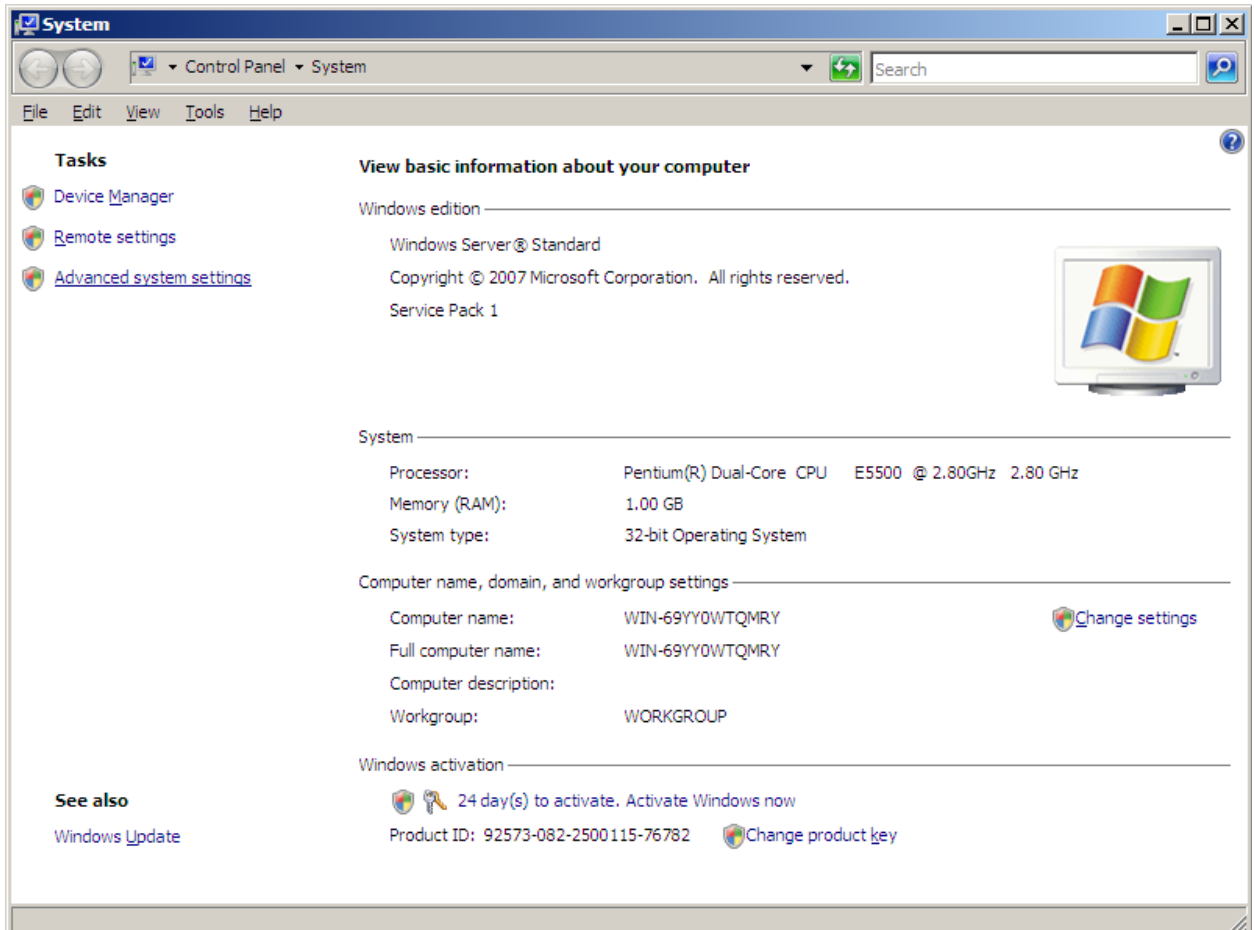 System
Control Panel System
Search
File Edit View Tools Help
Tasks
Device Manager
Remote settings
Advanced system settings
View basic information about your computer
Windows edition
Windows Server® Standard
Copyright © 2007 Microsoft Corporation. All rights reserved.
Service Pack 1
System
Processor: Pentium(R) Dual-Core CPU E5500 @ 2.80GHz 2.80 GHz
Memory (RAM): 1.00 GB
System type: 32-bit Operating System
Computer name, domain, and workgroup settings
Computer name: WIN-69YY0WTQMRY
Change settings
Full computer name: WIN-69YY0WTQMRY
Computer description:
Workgroup: WORKGROUP
Windows activation
24 day(s) to activate. Activate Windows now
Product ID: 92573-082-2500115-76782 Change product key
See also
Windows Update